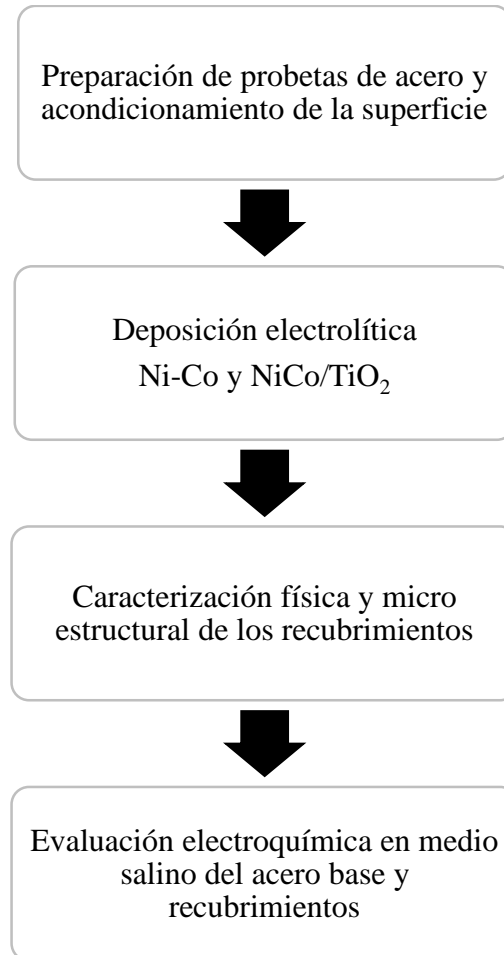 Preparación de probetas de acero y
acondicionamiento de la superficie
Deposición electrolítica
Ni-Co y NiCo/TiO₂
Caracterización física y micro
estructural de los recubrimientos
Evaluación electroquímica en medio
salino del acero base y
recubrimientos